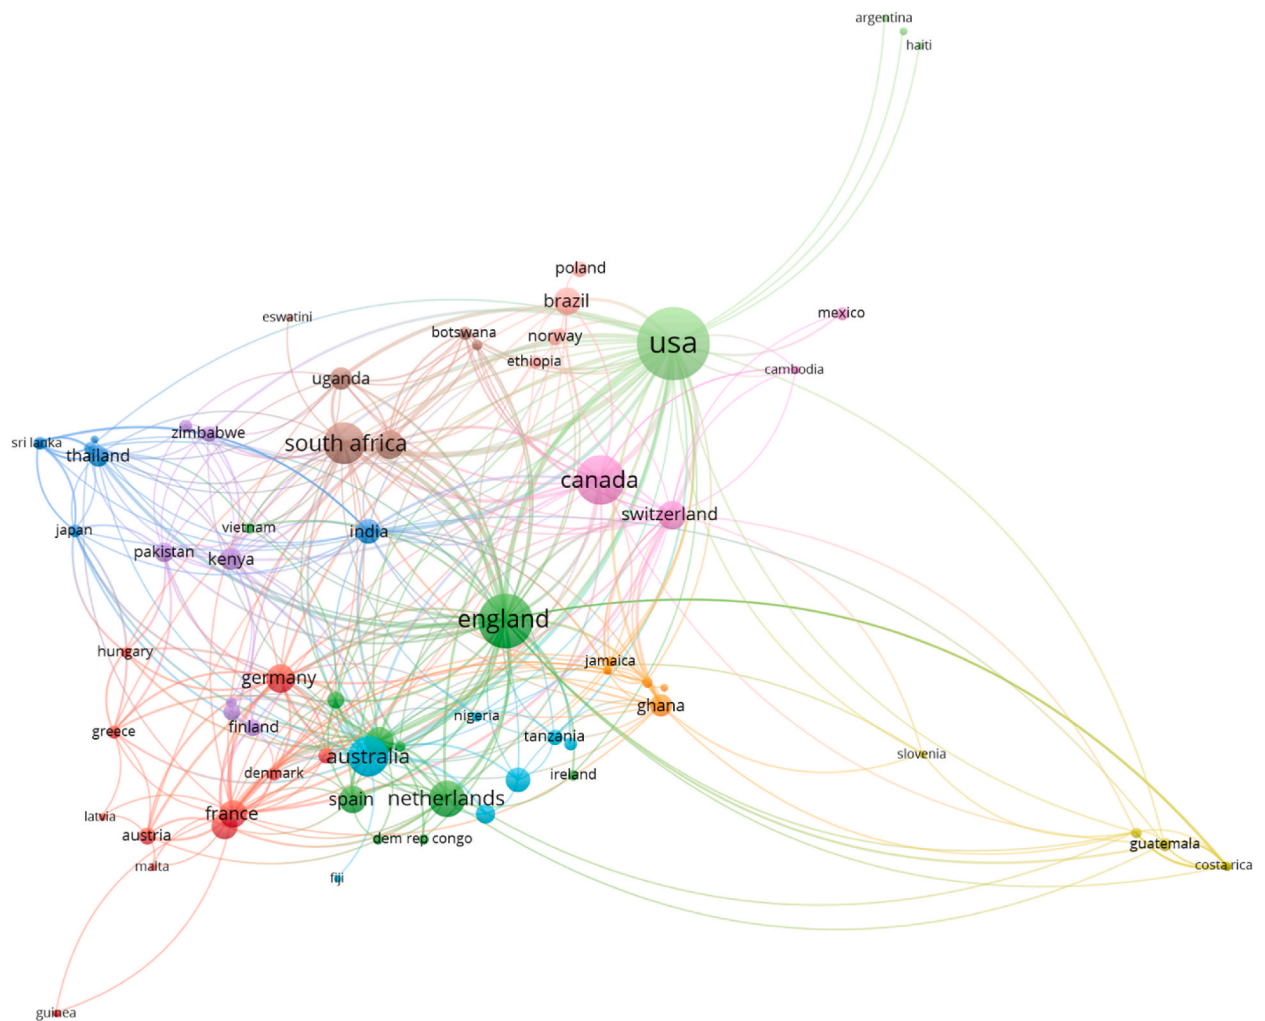 argentina
haiti
poland
brazil
mexico
eswatini
botswana
norway
usa
ethiopia
cambodia
uganda
zimbabwe
sri lanka
south africa
thailand
canada
switzerland
vietnam
japan
india
pakistan
kenya
england
hungary
jamaica
germany
ghana
nigeria
finland
greece
tanzania
australia
slovenia
denmark
ireland
spain
netherlands
france
latvia
austria
dem rep congo
guatemala
malta
costa rica
fiji
guinea